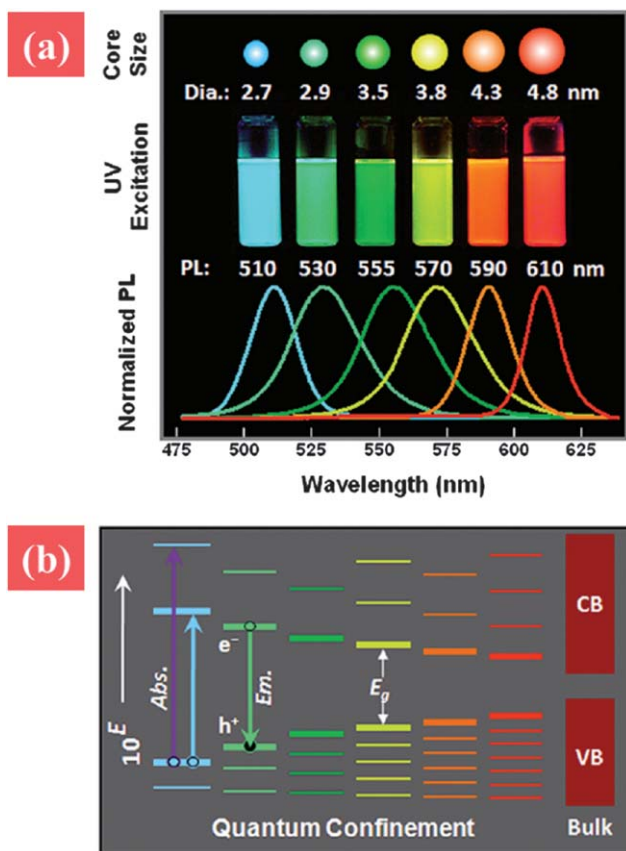 (a)
Core Size
Dia.: 2.7 2.9 3.5 3.8 4.3 4.8 nm
UV Excitation
PL: 510 530 555 570 590 610 nm
Normalized PL
475 500 525 550 575 600 625
Wavelength (nm)
(b)
10^E
Abs.
e⁻
Em.
h⁺
E_g
CB
VB
Quantum Confinement
Bulk